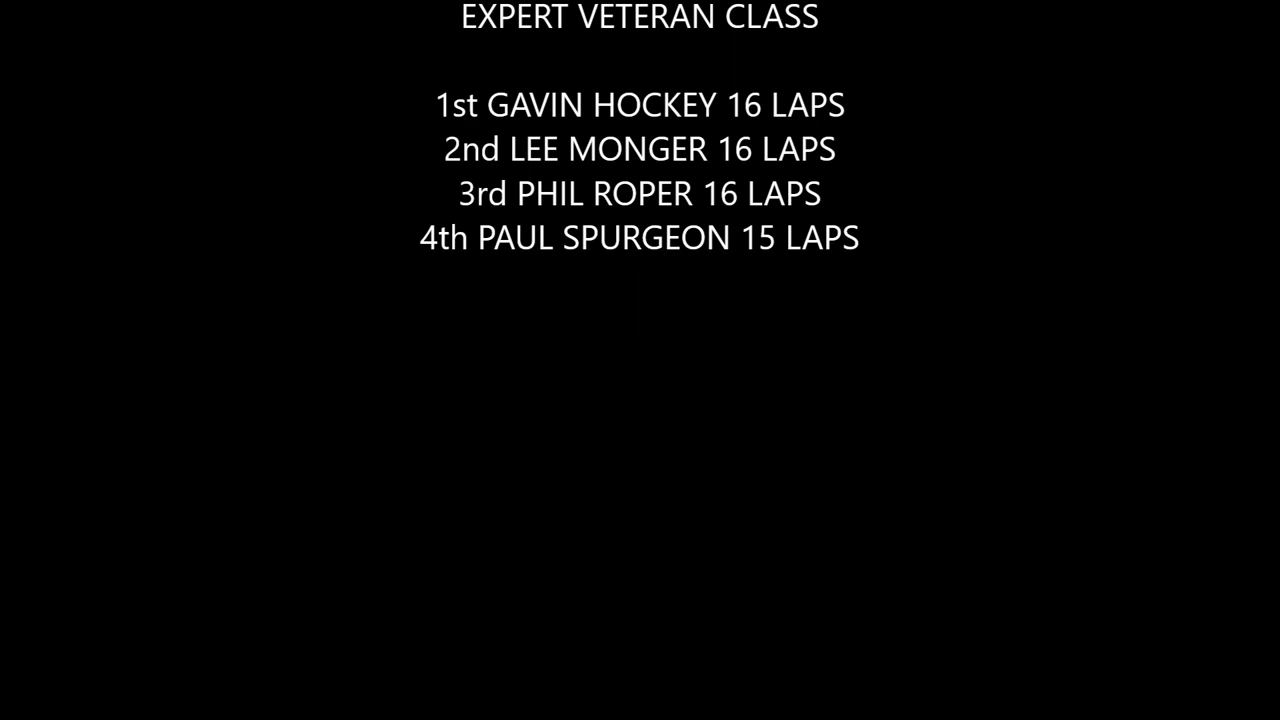 EXPERT VETERAN CLASS
1st GAVIN HOCKEY 16 LAPS
2nd LEE MONGER 16 LAPS
3rd PHIL ROPER 16 LAPS
4th PAUL SPURGEON 15 LAPS